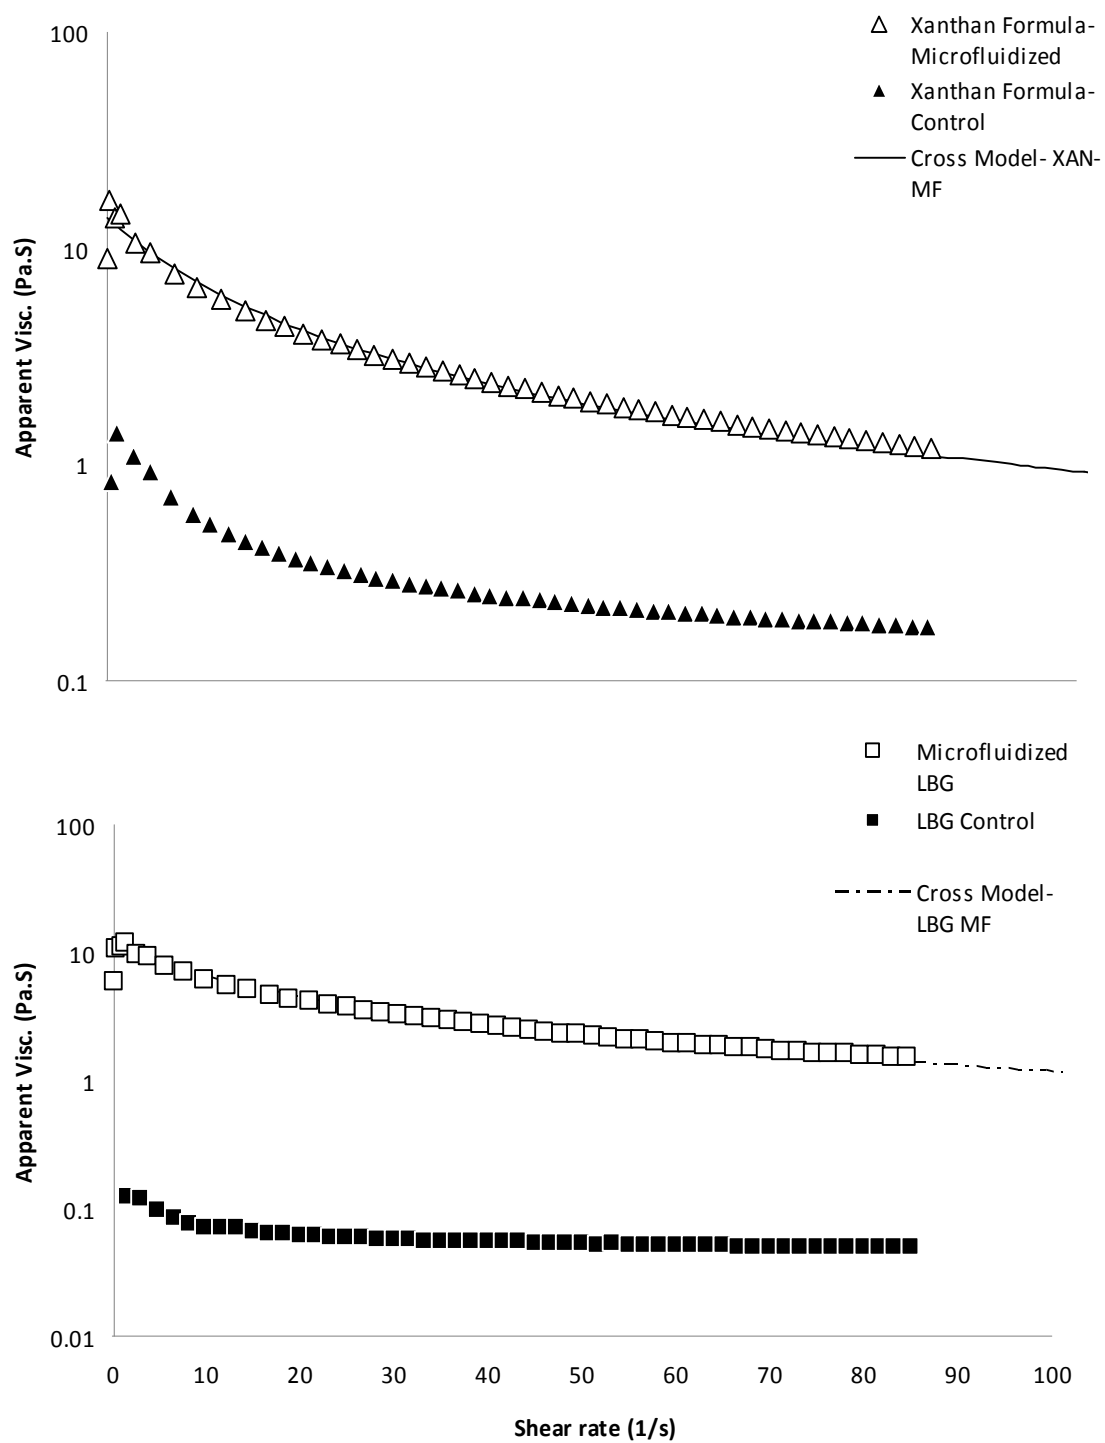 100
10
1
0.1
Apparent Visc. (Pa.S)
Xanthan Formula-
Microfluidized
Xanthan Formula-
Control
Cross Model- XAN-
MF
Microfluidized
LBG
LBG Control
Cross Model-
LBG MF
100
10
1
0.1
0.01
Apparent Visc. (Pa.S)
0 10 20 30 40 50 60 70 80 90 100
Shear rate (1/s)